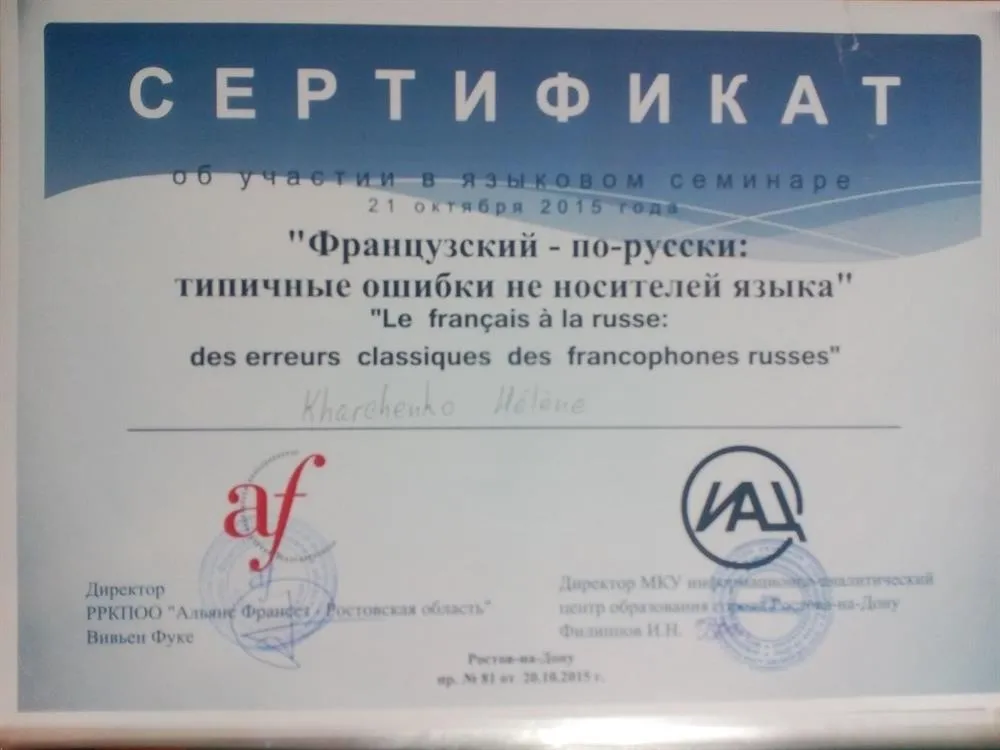 СЕРТИФИКАТ
об участии в языковом семинаре
21 октября 2015 года
"Французский - по-русски:
типичные ошибки не носителей языка"
"Le français à la russe:
des erreurs classiques des francophones russes"
Kharchenko Hélène
af
ИАЦ
Директор
РРКПОО "Альянс Франсез - Ростовская область"
Вивьен Фуке
Директор МКУ информационно-аналитический
центр образования города Ростова-на-Дону
Филиппов И.Н.
Ростов-на-Дону
пр. № 81 от 20.10.2015 г.